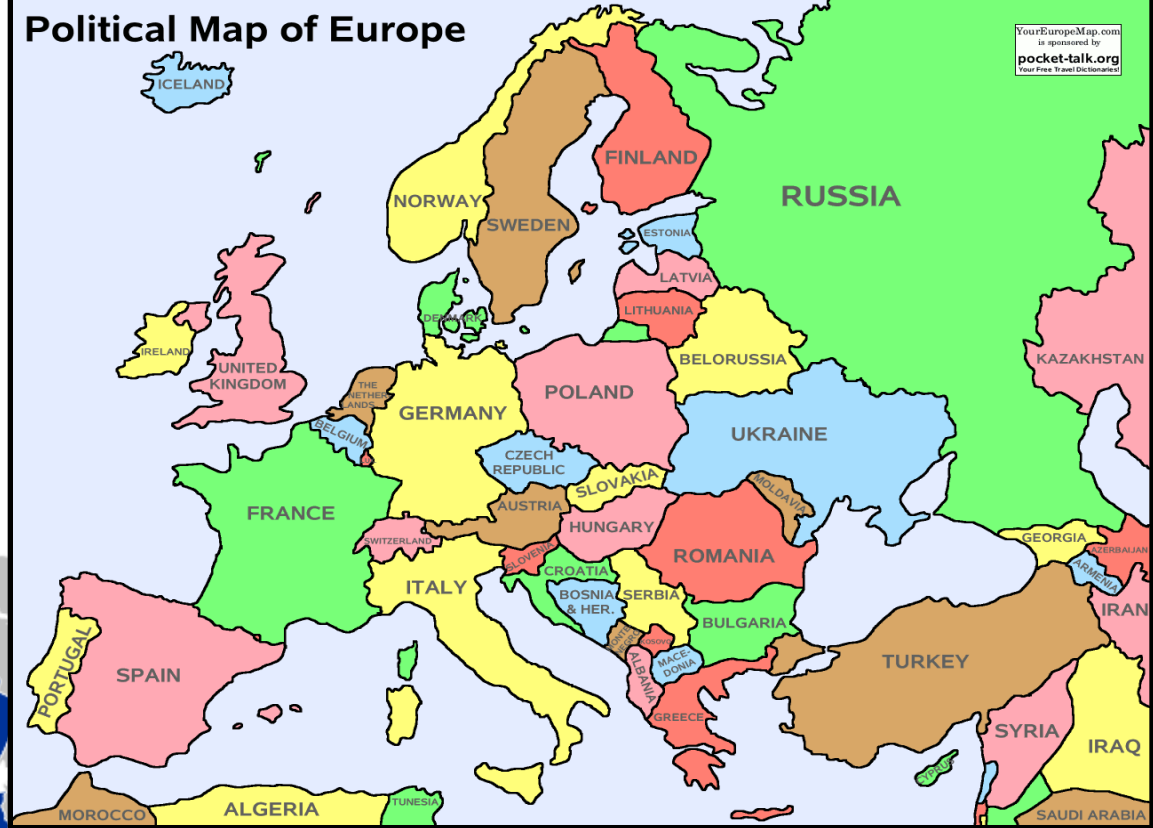 Political Map of Europe
YourEuropeMap.com
is sponsored by
pocket-talk.org
Your Free Travel Dictionaries!
ICELAND
FINLAND
NORWAY
SWEDEN
RUSSIA
ESTONIA
LATVIA
LITHUANIA
DENMARK
IRELAND
UNITED
KINGDOM
BELORUSSIA
KAZAKHSTAN
THE
NETHER
LANDS
GERMANY
POLAND
BELGIUM
UKRAINE
CZECH
REPUBLIC
SLOVAKIA
MOLDAVIA
FRANCE
AUSTRIA
HUNGARY
SWITZERLAND
SLOVENIA
ROMANIA
GEORGIA
AZERBAIJAN
ARMENIA
CROATIA
ITALY
BOSNIA
& HER.
SERBIA
BULGARIA
IRAN
MONTE
NEGRO
KOSOVO
MACE-
DONIA
ALBANIA
PORTUGAL
SPAIN
GREECE
TURKEY
SYRIA
IRAQ
CYPRUS
MOROCCO
ALGERIA
TUNESIA
SAUDI ARABIA